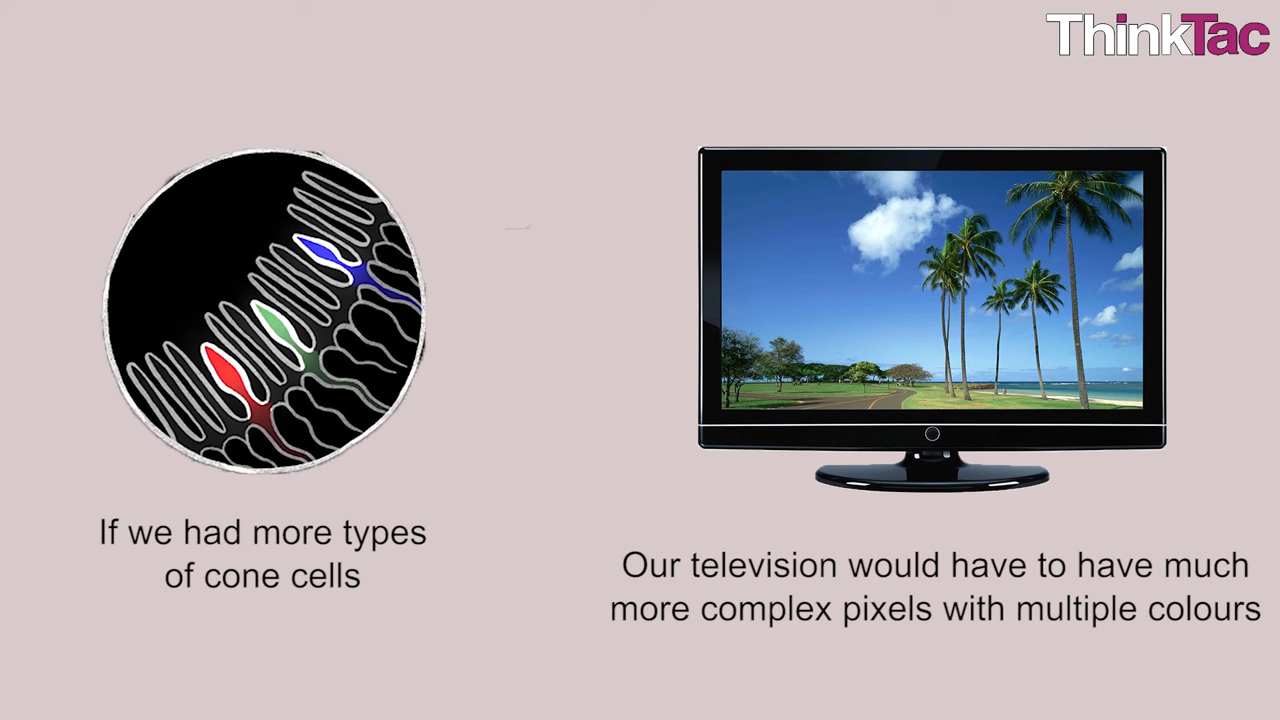 ThinkTac
If we had more types
of cone cells
Our television would have to have much
more complex pixels with multiple colours